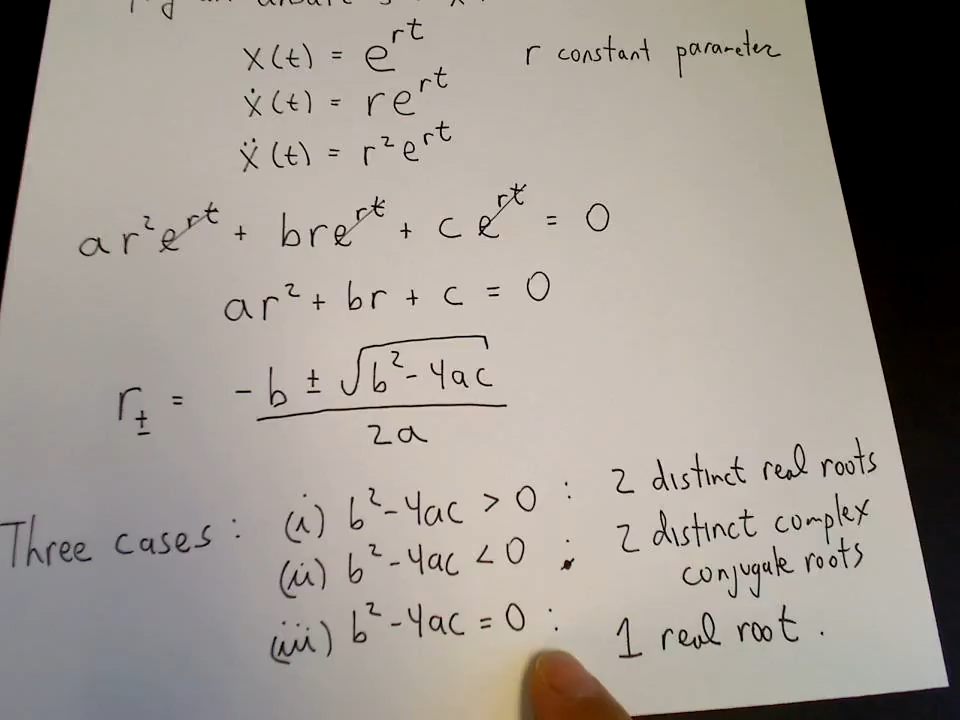 x(t) = e^{rt} r constant parameter
ẋ(t) = re^{rt}
ẍ(t) = r²e^{rt}
ar²e^{rt} + bre^{rt} + ce^{rt} = 0
ar² + br + c = 0
r_± = (-b ± √(b²-4ac)) / 2a
Three cases: (i) b²-4ac > 0 : 2 distinct real roots
(ii) b²-4ac < 0 : 2 distinct complex
conjugate roots
(iii) b²-4ac = 0 : 1 real root.